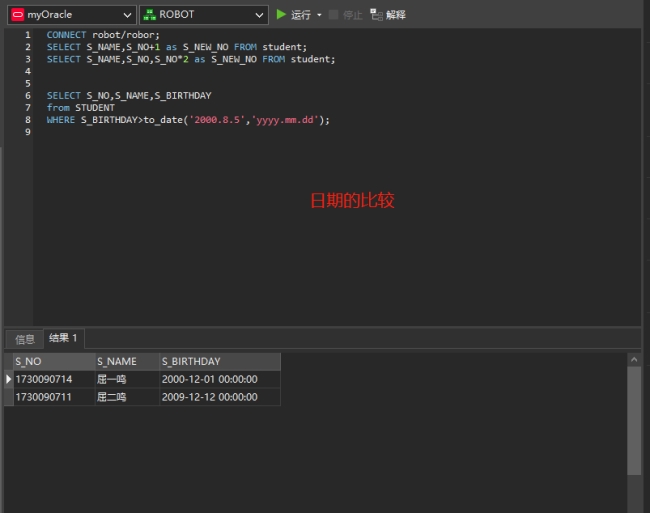 myOracle ROBOT 运行 停止 解释
1 CONNECT robot/robor;
2 SELECT S_NAME,S_NO+1 as S_NEW_NO FROM student;
3 SELECT S_NAME,S_NO,S_NO*2 as S_NEW_NO FROM student;
4
5
6 SELECT S_NO,S_NAME,S_BIRTHDAY
7 from STUDENT
8 WHERE S_BIRTHDAY>to_date('2000.8.5','yyyy.mm.dd');
9
日期的比较
信息 结果 1
S_NO S_NAME S_BIRTHDAY
1730090714 屈一鸣 2000-12-01 00:00:00
1730090711 屈二鸣 2009-12-12 00:00:00